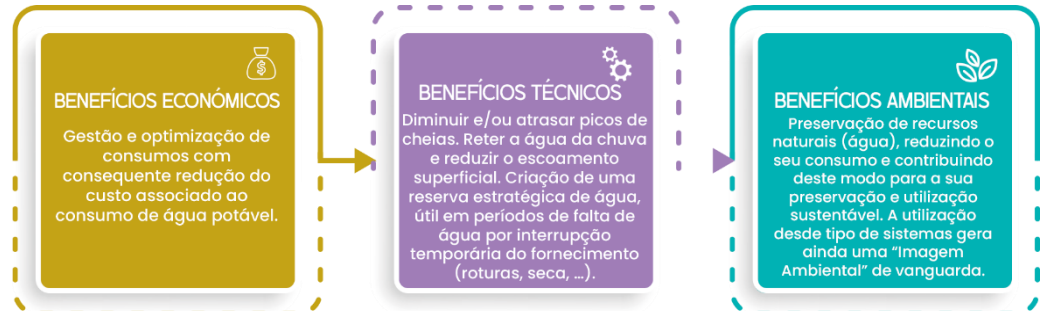 BENEFÍCIOS ECONÓMICOS
Gestão e optimização de
consumos com
consequente redução do
custo associado ao
consumo de água potável.
BENEFÍCIOS TÉCNICOS
Diminuir e/ou atrasar picos de
cheias. Reter a água da chuva
e reduzir o escoamento
superficial. Criação de uma
reserva estratégica de água,
útil em períodos de falta de
água por interrupção
temporária do fornecimento
(roturas, seca, ...).
BENEFÍCIOS AMBIENTAIS
Preservação de recursos
naturais (água), reduzindo o
seu consumo e contribuindo
deste modo para a sua
preservação e utilização
sustentável. A utilização
desde tipo de sistemas gera
ainda uma “Imagem
Ambiental” de vanguarda.